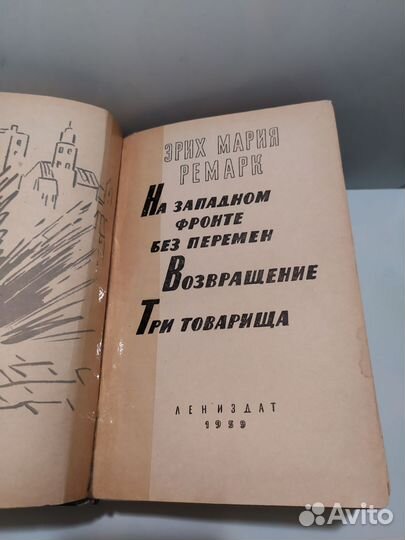 ЭРИХ МАРИЯ
РЕМАРК
НА ЗАПАДНОМ
ФРОНТЕ
БЕЗ ПЕРЕМЕН
ВОЗВРАЩЕНИЕ
ТРИ ТОВАРИЩА
ЛЕНИЗДАТ
1959
Avito